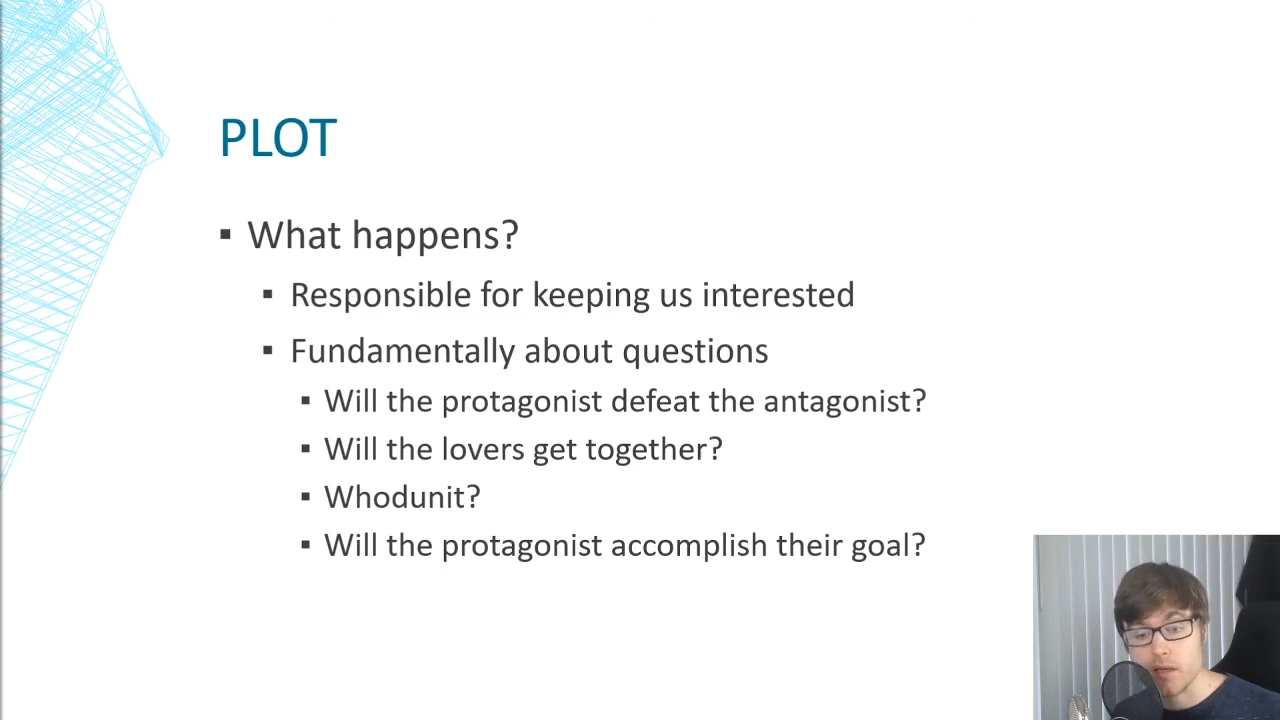 PLOT
▪ What happens?
▪ Responsible for keeping us interested
▪ Fundamentally about questions
▪ Will the protagonist defeat the antagonist?
▪ Will the lovers get together?
▪ Whodunit?
▪ Will the protagonist accomplish their goal?